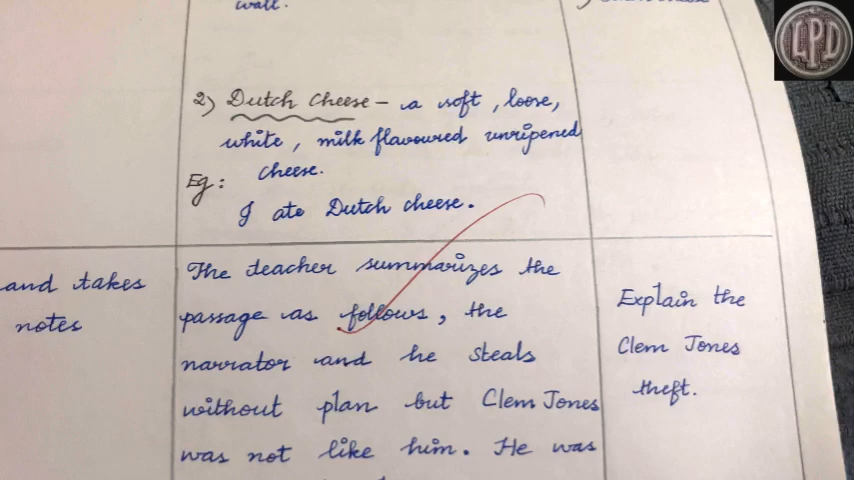 wall.
2) Dutch cheese – a soft, loose,
white, milk flavoured unripened
cheese.
Eg:
I ate Dutch cheese.
and takes
notes
The teacher summarizes the
passage as follows, the
narrator and he steals
without plan but Clem Jones
was not like him. He was
Explain the
Clem Jones
theft.
LPD